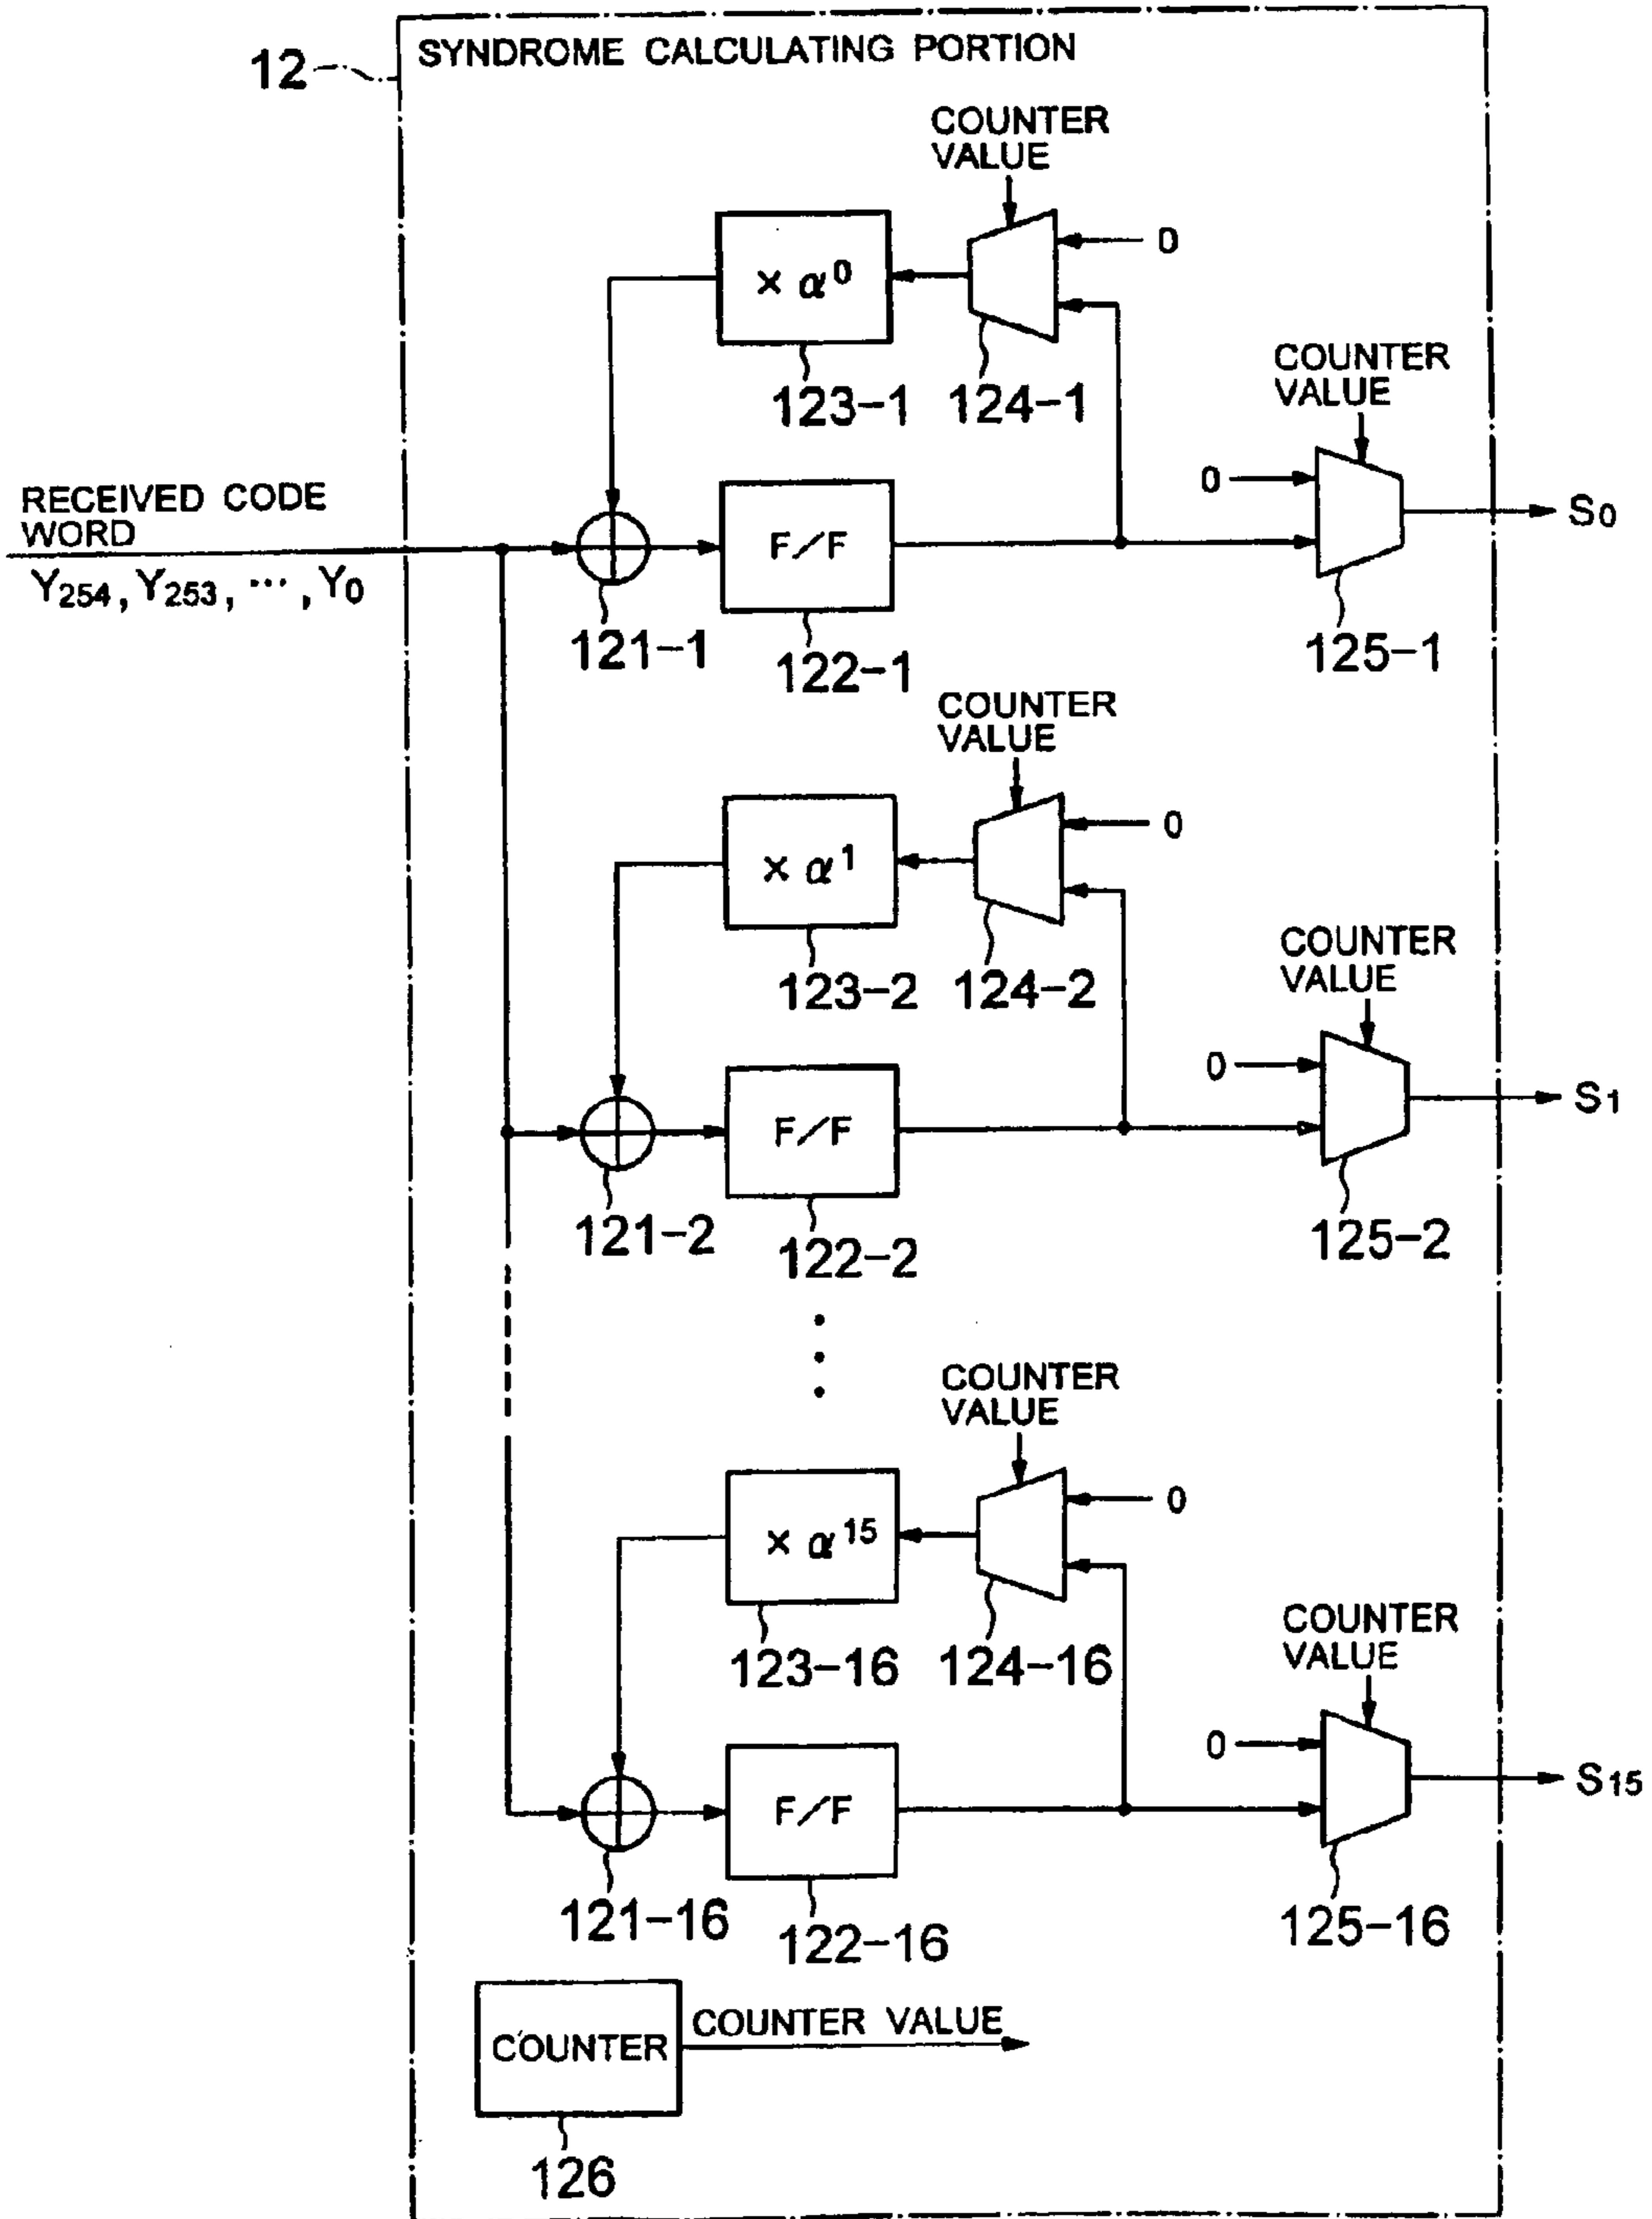 SYNDROME CALCULATING PORTION
12
COUNTER
VALUE
0
× α⁰
123-1
124-1
COUNTER
VALUE
RECEIVED CODE
WORD
Y₂₅₄, Y₂₅₃, ⋯, Y₀
0
F/F
S₀
121-1
122-1
125-1
COUNTER
VALUE
0
× α¹
123-2
124-2
COUNTER
VALUE
0
F/F
S₁
121-2
122-2
125-2
COUNTER
VALUE
0
× α¹⁵
123-16
124-16
COUNTER
VALUE
0
F/F
S₁₅
121-16
122-16
125-16
COUNTER
COUNTER VALUE
126